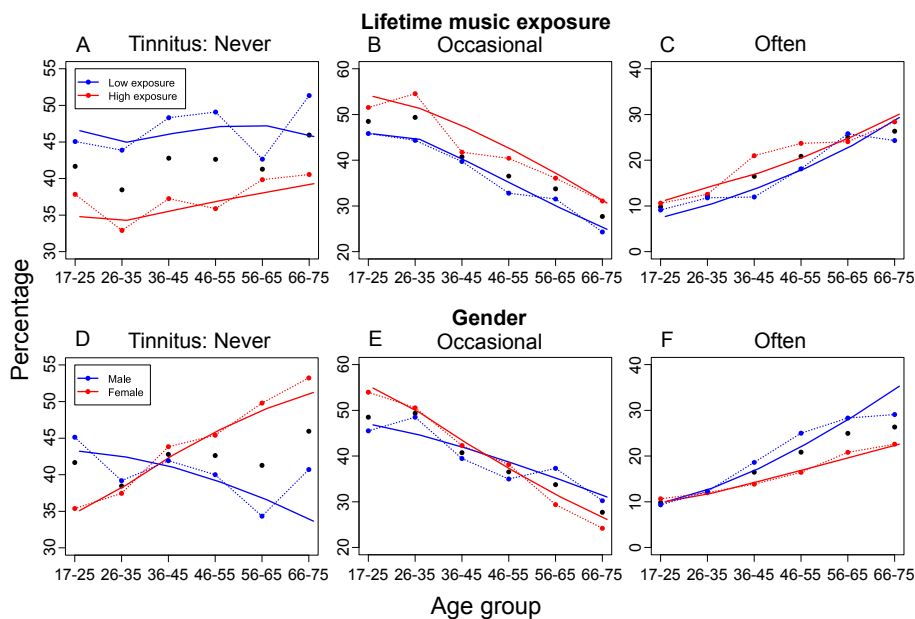 Lifetime music exposure
A Tinnitus: Never
B Occasional
C Often
55
50
45
40
35
30
Low exposure
High exposure
17-25 26-35 36-45 46-55 56-65 66-75
60
50
40
30
20
17-25 26-35 36-45 46-55 56-65 66-75
40
30
20
10
0
17-25 26-35 36-45 46-55 56-65 66-75
Percentage
Gender
D Tinnitus: Never
E Occasional
F Often
55
50
45
40
35
30
Male
Female
17-25 26-35 36-45 46-55 56-65 66-75
60
50
40
30
20
17-25 26-35 36-45 46-55 56-65 66-75
40
30
20
10
0
17-25 26-35 36-45 46-55 56-65 66-75
Age group